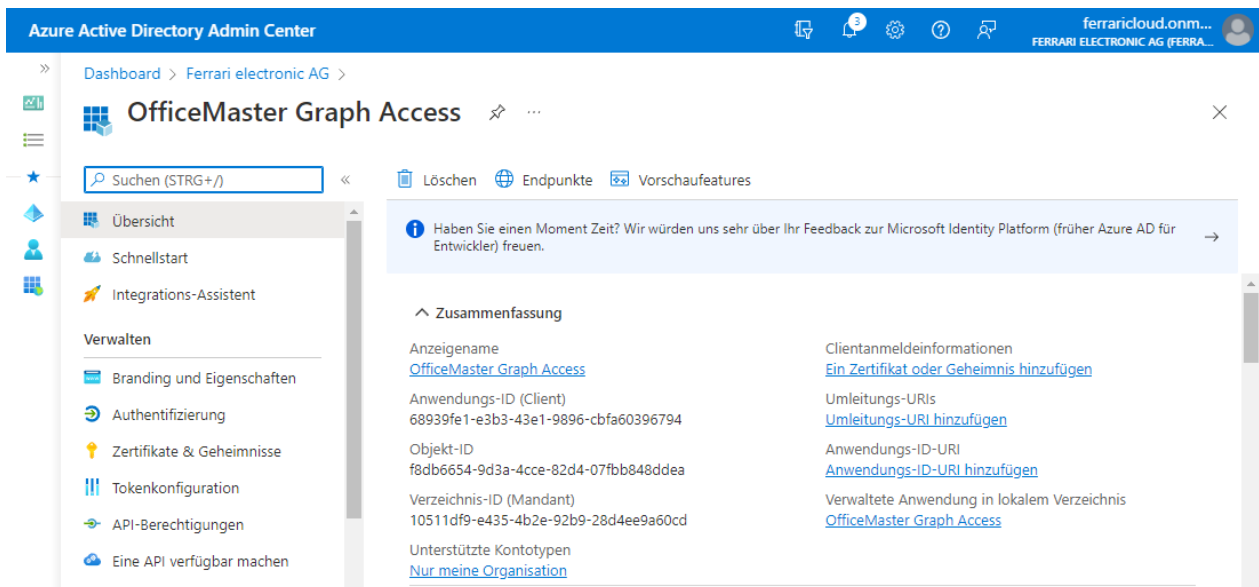 Azure Active Directory Admin Center
3
ferraricloud.onm...
FERRARI ELECTRONIC AG (FERRA...
Dashboard > Ferrari electronic AG >
OfficeMaster Graph Access
Suchen (STRG+/)
Übersicht
Schnellstart
Integrations-Assistent
Verwalten
Branding und Eigenschaften
Authentifizierung
Zertifikate & Geheimnisse
Tokenkonfiguration
API-Berechtigungen
Eine API verfügbar machen
Löschen Endpunkte Vorschaufeatures
Haben Sie einen Moment Zeit? Wir würden uns sehr über Ihr Feedback zur Microsoft Identity Platform (früher Azure AD für
Entwickler) freuen.
Zusammenfassung
Anzeigename
OfficeMaster Graph Access
Anwendungs-ID (Client)
68939fe1-e3b3-43e1-9896-cbfa60396794
Objekt-ID
f8db6654-9d3a-4cce-82d4-07fbb848ddea
Verzeichnis-ID (Mandant)
10511df9-e435-4b2e-92b9-28d4ee9a60cd
Unterstützte Kontotypen
Nur meine Organisation
Clientanmeldeinformationen
Ein Zertifikat oder Geheimnis hinzufügen
Umleitungs-URIs
Umleitungs-URI hinzufügen
Anwendungs-ID-URI
Anwendungs-ID-URI hinzufügen
Verwaltete Anwendung in lokalem Verzeichnis
OfficeMaster Graph Access